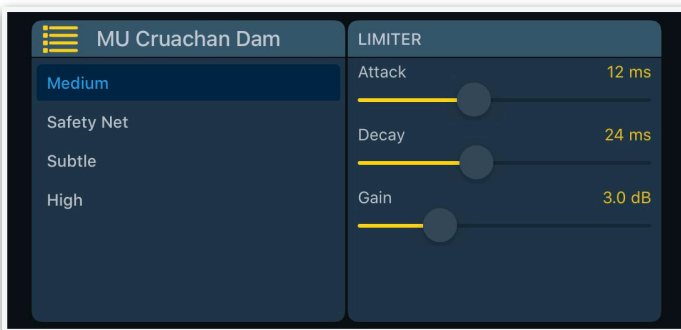 MU Cruachan Dam
Medium
Safety Net
Subtle
High
LIMITER
Attack 12 ms
Decay 24 ms
Gain 3.0 dB